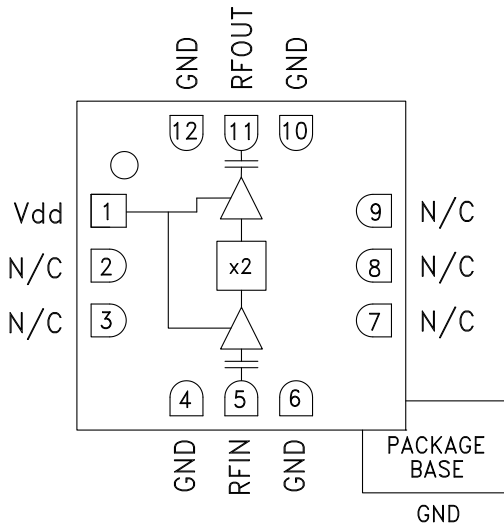 GND RFOUT GND
12 11 10
Vdd 1 9 N/C
N/C 2 x2 8 N/C
N/C 3 7 N/C
4 5 6
GND RFIN GND
PACKAGE
BASE
GND